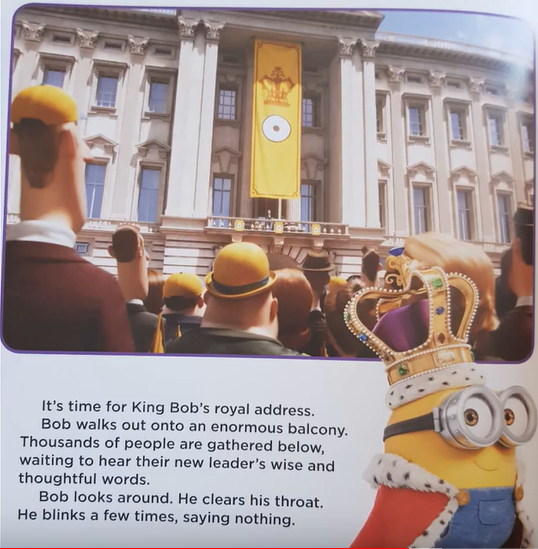 It's time for King Bob's royal address.
Bob walks out onto an enormous balcony.
Thousands of people are gathered below,
waiting to hear their new leader's wise and
thoughtful words.
Bob looks around. He clears his throat.
He blinks a few times, saying nothing.